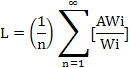 L = (1/n) ∑_{n=1}^{∞} [AWi/Wi]